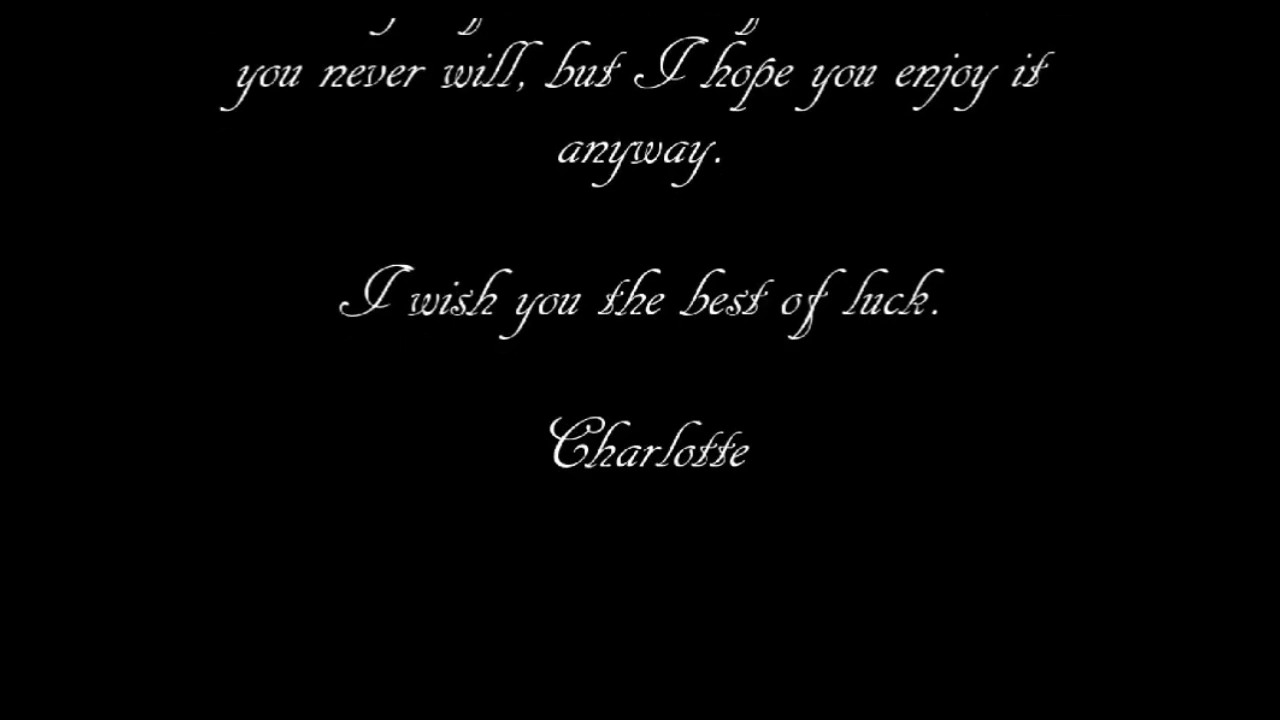 you never will, but I hope you enjoy it
anyway.
I wish you the best of luck.
Charlotte